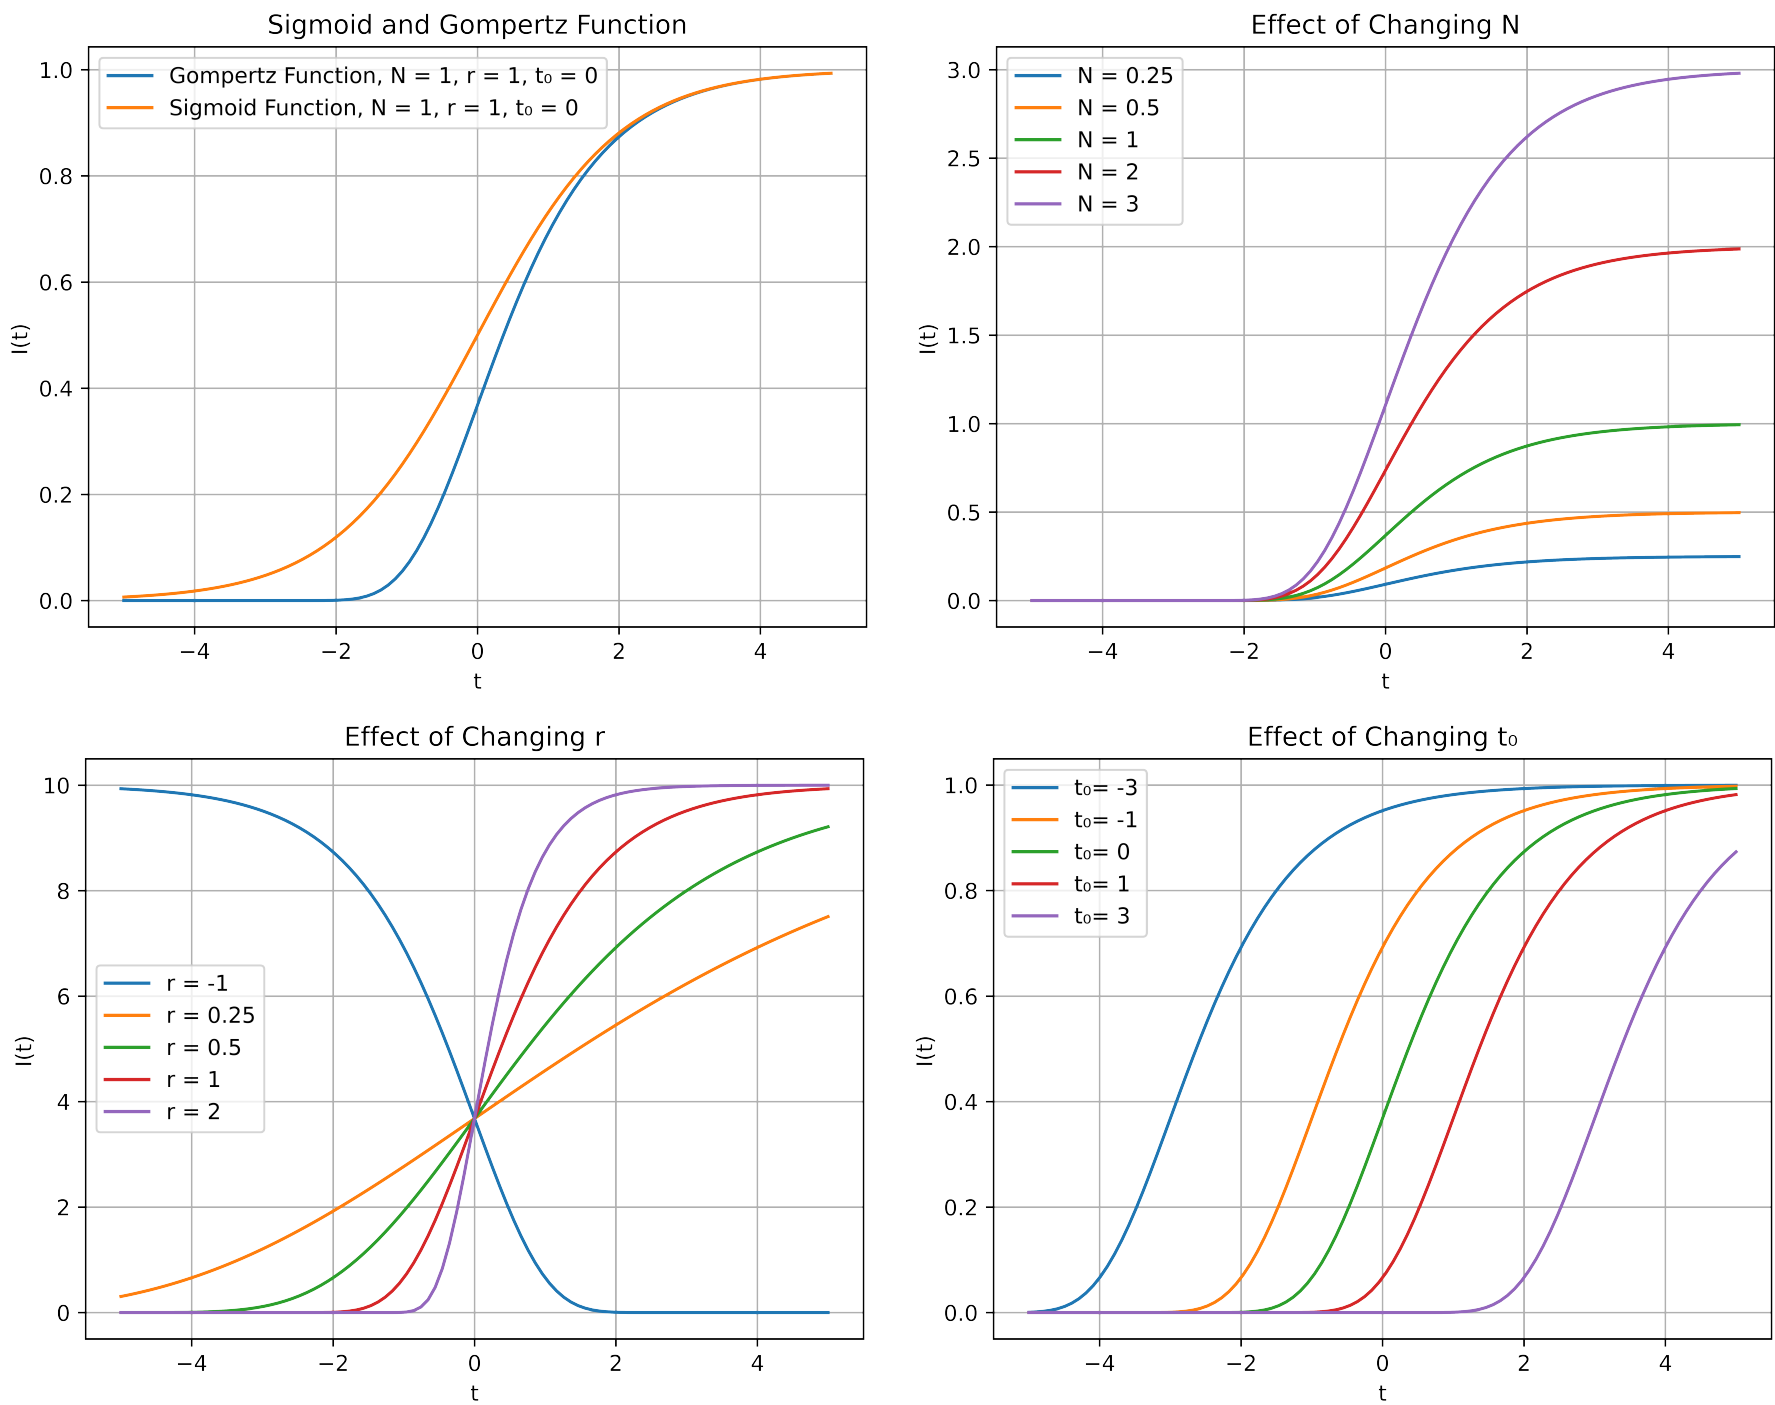 Sigmoid and Gompertz Function
Gompertz Function, N = 1, r = 1, t₀ = 0
Sigmoid Function, N = 1, r = 1, t₀ = 0
1.0
0.8
0.6
0.4
0.2
0.0
I(t)
−4 −2 0 2 4
t
Effect of Changing N
N = 0.25
N = 0.5
N = 1
N = 2
N = 3
3.0
2.5
2.0
1.5
1.0
0.5
0.0
I(t)
−4 −2 0 2 4
t
Effect of Changing r
r = -1
r = 0.25
r = 0.5
r = 1
r = 2
10
8
6
4
2
0
I(t)
−4 −2 0 2 4
t
Effect of Changing t₀
t₀= -3
t₀= -1
t₀= 0
t₀= 1
t₀= 3
1.0
0.8
0.6
0.4
0.2
0.0
I(t)
−4 −2 0 2 4
t